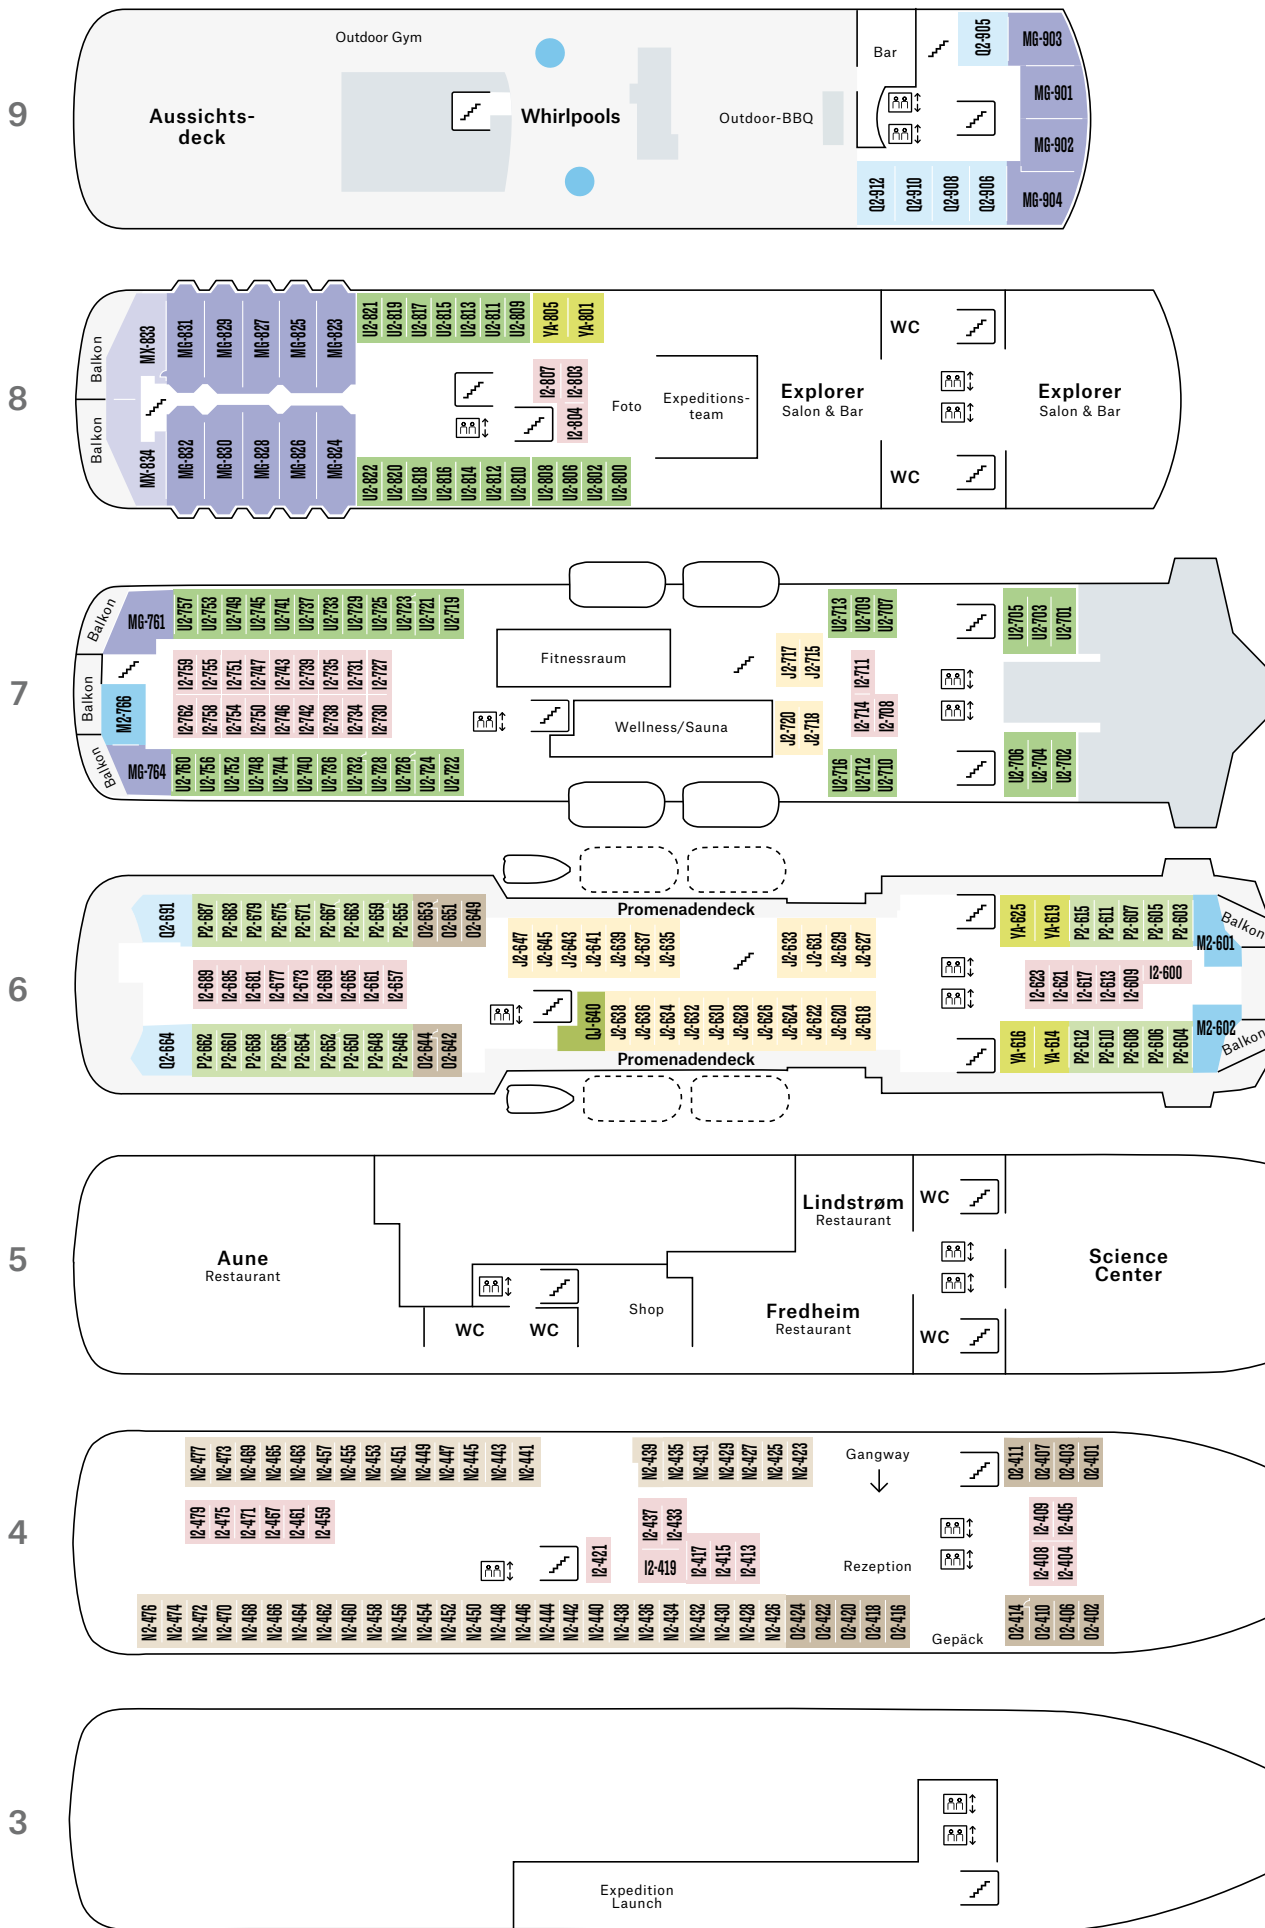 9
Outdoor Gym
Aussichts-
deck
Whirlpools
Outdoor-BBQ
Bar
Q2-905
MG-903
MG-901
MG-902
MG-904
Q2-912
Q2-910
Q2-908
Q2-906
8
Balkon
Balkon
MX-833
MX-834
MG-831
MG-829
MG-827
MG-825
MG-823
MG-832
MG-830
MG-828
MG-826
MG-824
U2-821
U2-819
U2-817
U2-815
U2-813
U2-811
U2-809
YA-805
YA-801
I2-807
I2-803
I2-804
U2-822
U2-820
U2-818
U2-816
U2-814
U2-812
U2-810
U2-808
U2-806
U2-802
U2-800
Foto
Expeditions-
team
Explorer
Salon & Bar
WC
WC
Explorer
Salon & Bar
7
Balkon
Balkon
Balkon
MG-761
M2-766
MG-764
U2-757
U2-753
U2-749
U2-745
U2-741
U2-737
U2-733
U2-729
U2-725
U2-723
U2-721
U2-719
I2-759
I2-755
I2-751
I2-747
I2-743
I2-739
I2-735
I2-731
I2-727
I2-762
I2-758
I2-754
I2-750
I2-746
I2-742
I2-738
I2-734
I2-730
U2-760
U2-756
U2-752
U2-748
U2-744
U2-740
U2-736
U2-732
U2-728
U2-726
U2-724
U2-722
Fitnessraum
Wellness/Sauna
J2-717
J2-715
J2-720
J2-718
U2-713
U2-709
U2-707
I2-711
I2-714
I2-708
U2-716
U2-712
U2-710
U2-705
U2-703
U2-701
U2-706
U2-704
U2-702
6
Q2-691
P2-687
P2-683
P2-679
P2-675
P2-671
P2-667
P2-663
P2-659
P2-655
O2-653
O2-651
O2-649
I2-689
I2-685
I2-681
I2-677
I2-673
I2-669
I2-665
I2-661
I2-657
Q2-664
P2-662
P2-660
P2-658
P2-656
P2-654
P2-652
P2-650
P2-648
P2-646
O2-644
O2-642
Promenadendeck
J2-647
J2-645
J2-643
J2-641
J2-639
J2-637
J2-635
J2-633
J2-631
J2-629
J2-627
QJ-640
J2-638
J2-636
J2-634
J2-632
J2-630
J2-628
J2-626
J2-624
J2-622
J2-620
J2-618
Promenadendeck
YA-625
YA-619
P2-615
P2-611
P2-607
P2-605
P2-603
M2-601
Balkon
I2-623
I2-621
I2-617
I2-613
I2-609
I2-600
YA-616
YA-614
P2-612
P2-610
P2-608
P2-606
P2-604
M2-602
Balkon
5
Aune
Restaurant
WC
WC
Shop
Lindstrøm
Restaurant
Fredheim
Restaurant
WC
WC
Science
Center
4
N2-477
N2-473
N2-469
N2-465
N2-463
N2-457
N2-455
N2-453
N2-451
N2-449
N2-447
N2-445
N2-443
N2-441
N2-439
N2-435
N2-431
N2-429
N2-427
N2-425
N2-423
Gangway
O2-411
O2-407
O2-403
O2-401
I2-479
I2-475
I2-471
I2-467
I2-461
I2-459
I2-421
I2-437
I2-433
I2-419
I2-417
I2-415
I2-413
Rezeption
I2-409
I2-405
I2-408
I2-404
N2-476
N2-474
N2-472
N2-470
N2-468
N2-466
N2-464
N2-462
N2-460
N2-458
N2-456
N2-454
N2-452
N2-450
N2-448
N2-446
N2-444
N2-442
N2-440
N2-438
N2-436
N2-434
N2-432
N2-430
N2-428
N2-426
O2-424
O2-422
O2-420
O2-418
O2-416
Gepäck
O2-414
O2-410
O2-406
O2-402
3
Expedition
Launch